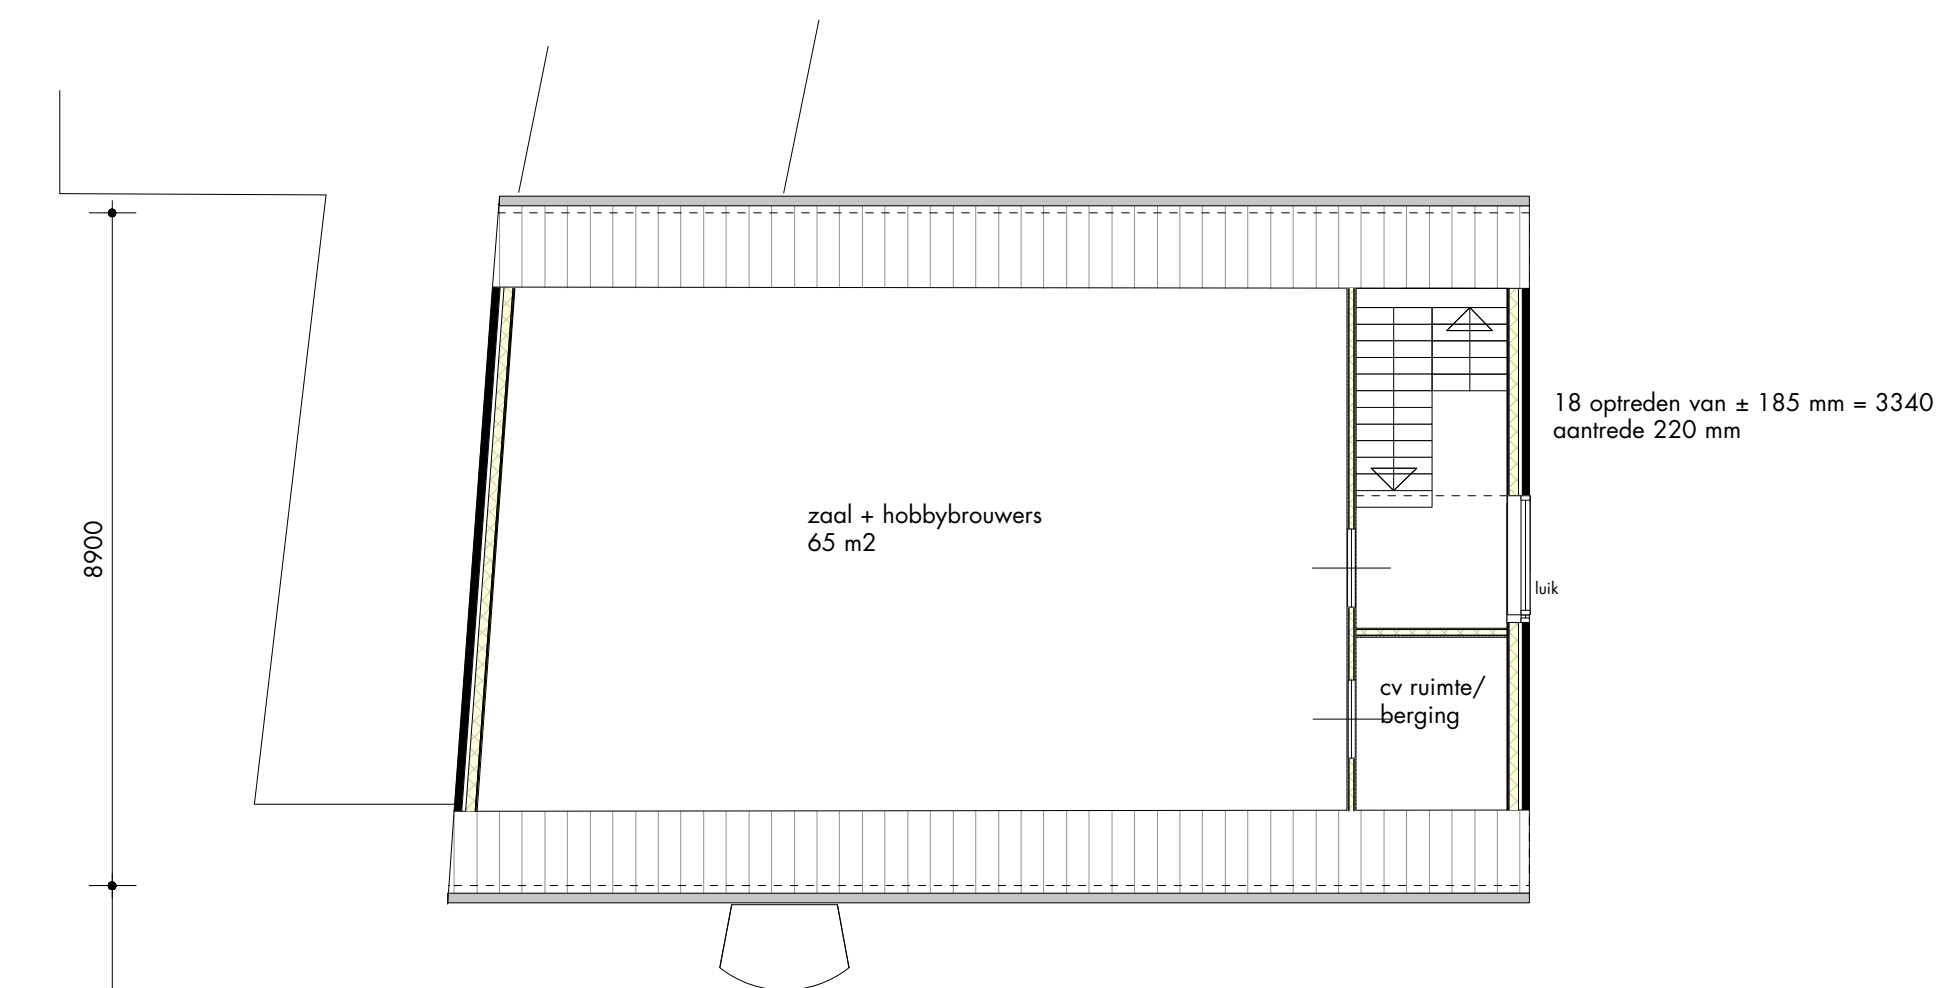 18 optreden van ± 185 mm = 3340
aantrede 220 mm
zaal + hobbybrouwers
65 m2
8900
luik
cv ruimte/
berging